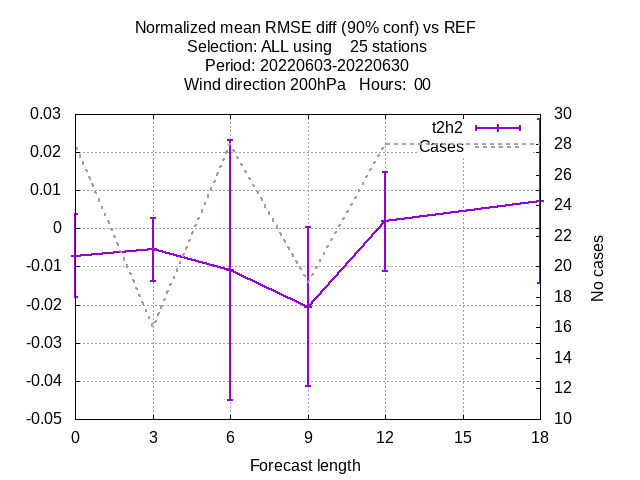 Normalized mean RMSE diff (90% conf) vs REF
Selection: ALL using    25 stations
Period: 20220603-20220630
Wind direction 200hPa   Hours:  00
0.03
0.02
0.01
0
-0.01
-0.02
-0.03
-0.04
-0.05
t2h2
Cases
30
28
26
24
22
20
18
16
14
12
10
No cases
0 3 6 9 12 15 18
Forecast length